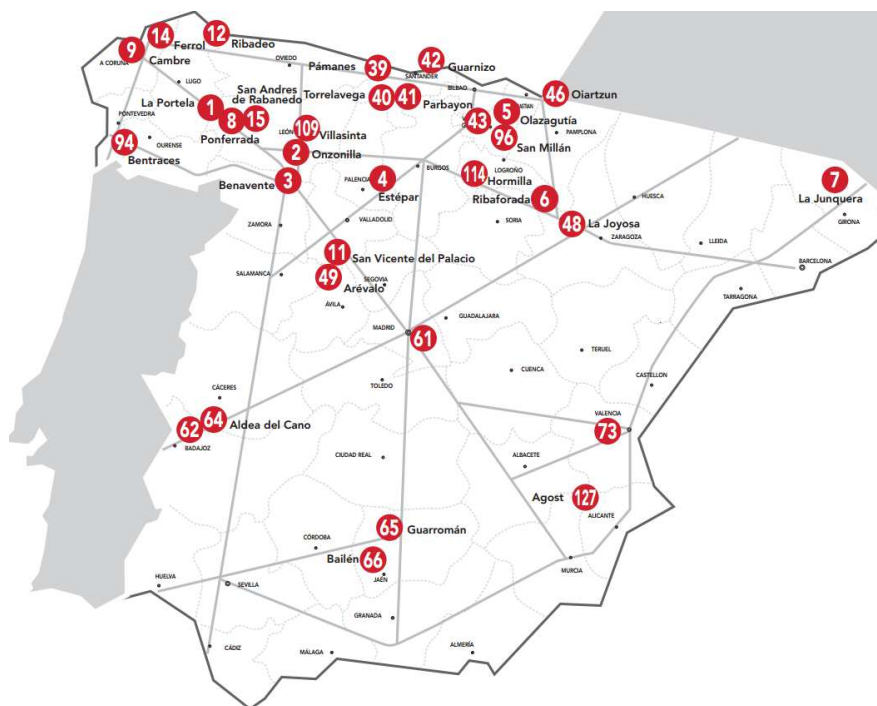 12
14
Ferrol
Ribadeo
9
A CORUÑA
Cambre
OVIEDO
Pámanes
39
42
Guarnizo
SANTANDER
LUGO
BILBAO
46
Oiartzun
San Andres
de Rabanedo
Torrelavega
40
41
Parbayon
La Portela
1
8
15
Ponferrada
5
Olazagutía
PONTEVEDRA
OURENSE
94
Bentraces
LEÓN
109
Villasinta
2
Onzonilla
43
96
San Millán
PAMPLONA
LOGROÑO
BURGOS
114
Hormilla
Benavente
3
PALENCIA
4
Estépar
Ribaforada
6
HUESCA
7
La Junquera
GIRONA
ZAMORA
VALLADOLID
SORIA
48
La Joyosa
ZARAGOZA
LLEIDA
BARCELONA
11
San Vicente del Palacio
SALAMANCA
49
SEGOVIA
Arévalo
ÁVILA
TARRAGONA
GUADALAJARA
MADRID
61
TERUEL
CUENCA
CASTELLON
TOLEDO
CÁCERES
62
64
Aldea del Cano
BADAJOZ
VALENCIA
73
CIUDAD REAL
ALBACETE
Agost
127
ALICANTE
65
Guarromán
CÓRDOBA
Bailén
66
JAÉN
MURCIA
HUELVA
SEVILLA
GRANADA
CÁDIZ
MÁLAGA
ALMERÍA